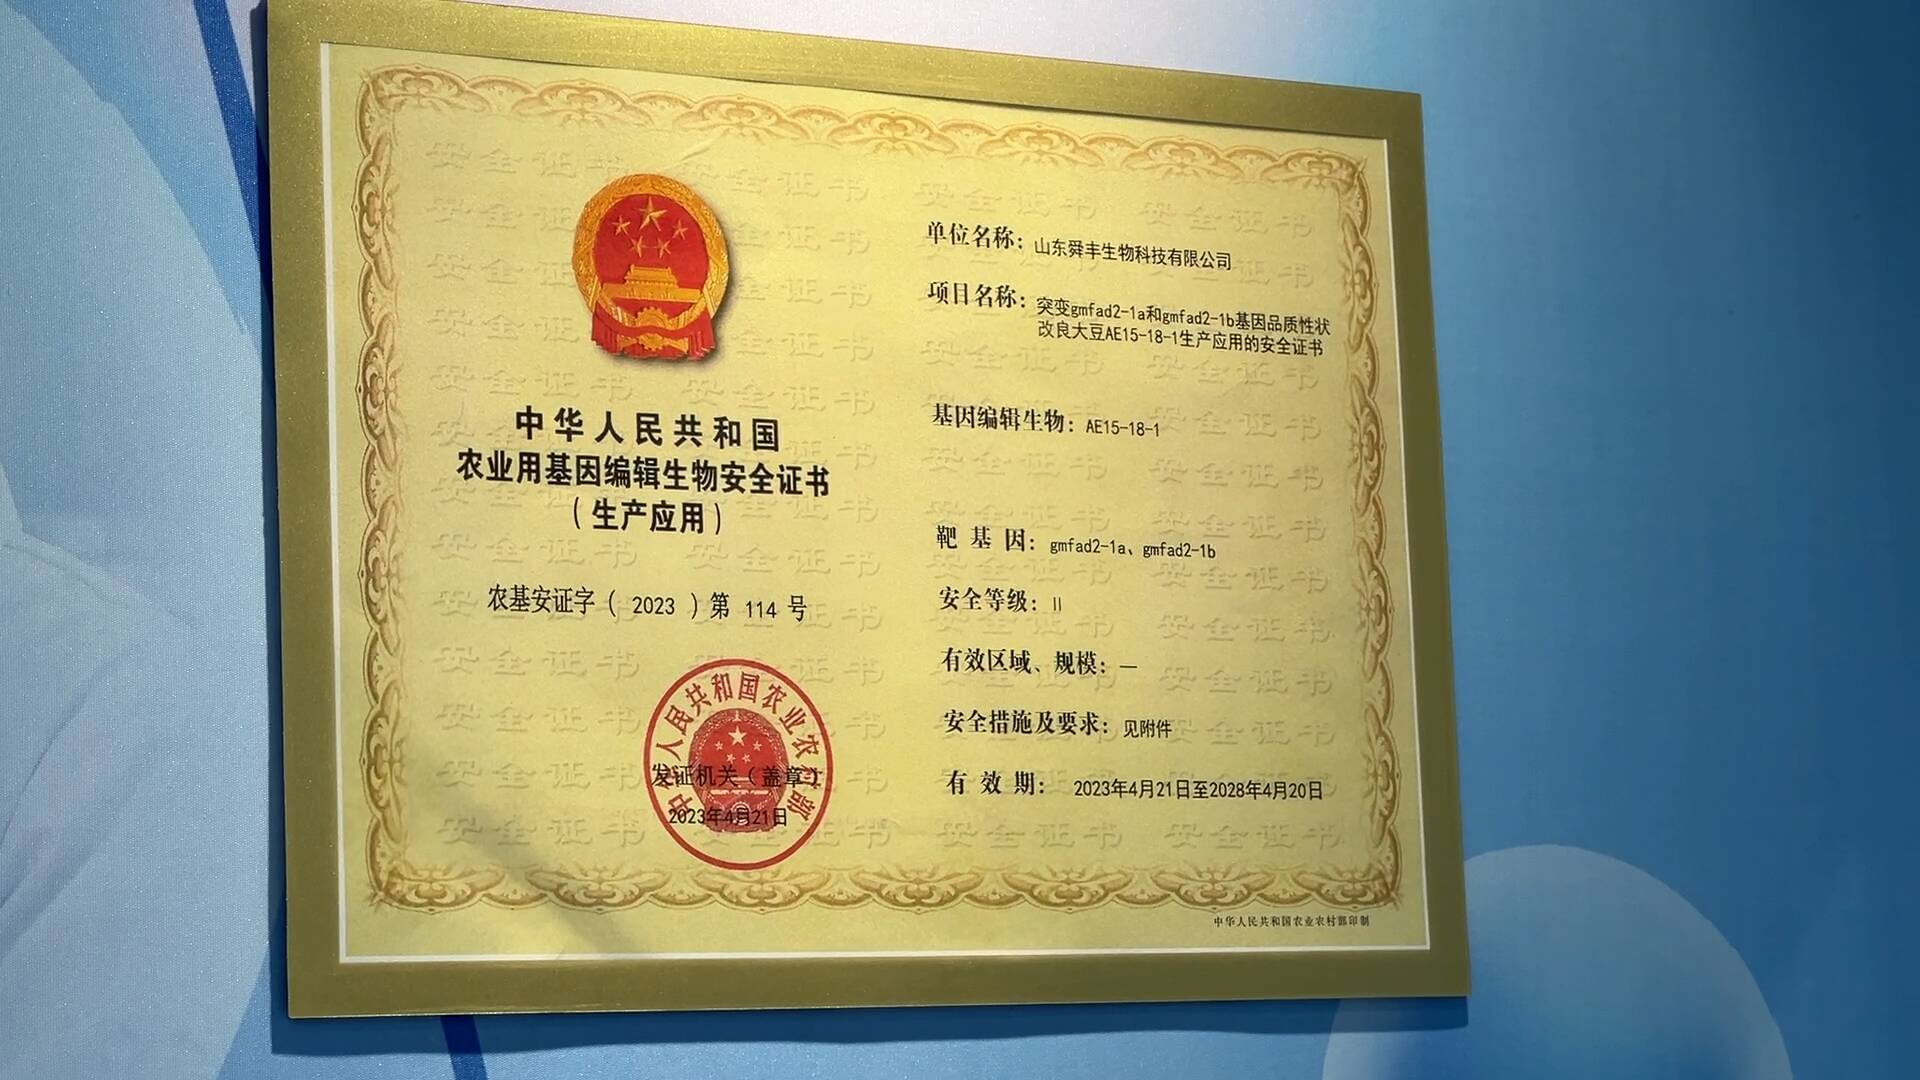 中华人民共和国
农业用基因编辑生物安全证书
（生产应用）
农基安证字（ 2023 ）第 114 号
中华人民共和国农业农村部
发证机关（盖章）
2023年4月21日
单位名称：山东舜丰生物科技有限公司
项目名称：突变gmfad2-1a和gmfad2-1b基因品质性状
改良大豆AE15-18-1生产应用的安全证书
基因编辑生物：AE15-18-1
靶 基 因：gmfad2-1a、gmfad2-1b
安全等级：II
有效区域、规模：—
安全措施及要求：见附件
有 效 期： 2023年4月21日至2028年4月20日
中华人民共和国农业农村部印制